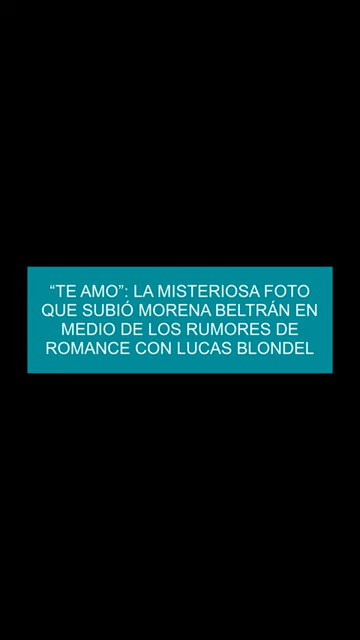 “TE AMO”: LA MISTERIOSA FOTO
QUE SUBIÓ MORENA BELTRÁN EN
MEDIO DE LOS RUMORES DE
ROMANCE CON LUCAS BLONDEL